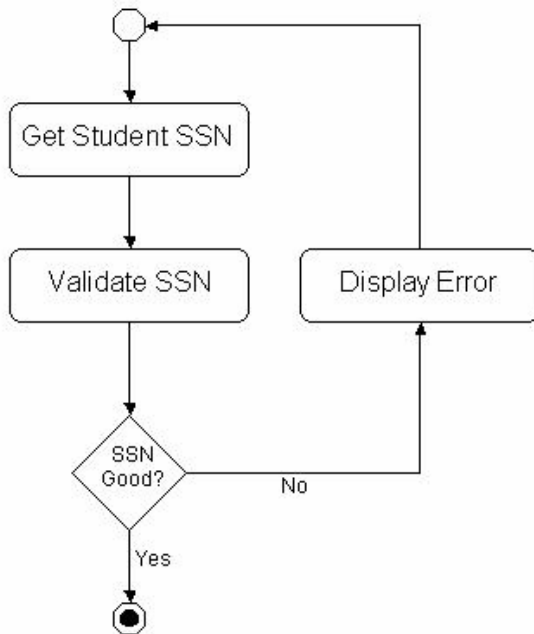 Get Student SSN
Validate SSN
Display Error
SSN
Good?
No
Yes